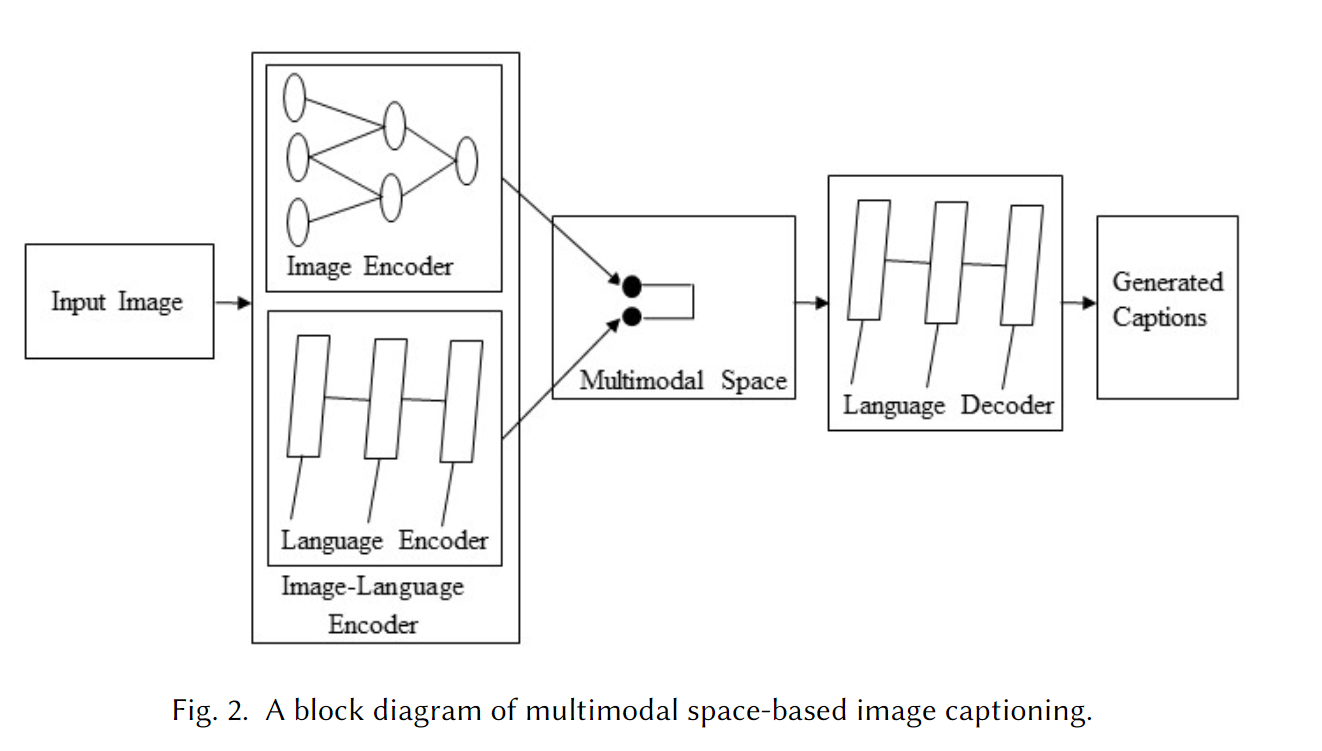 Input Image
Image Encoder
Language Encoder
Image-Language
Encoder
Multimodal Space
Language Decoder
Generated
Captions
Fig. 2. A block diagram of multimodal space-based image captioning.